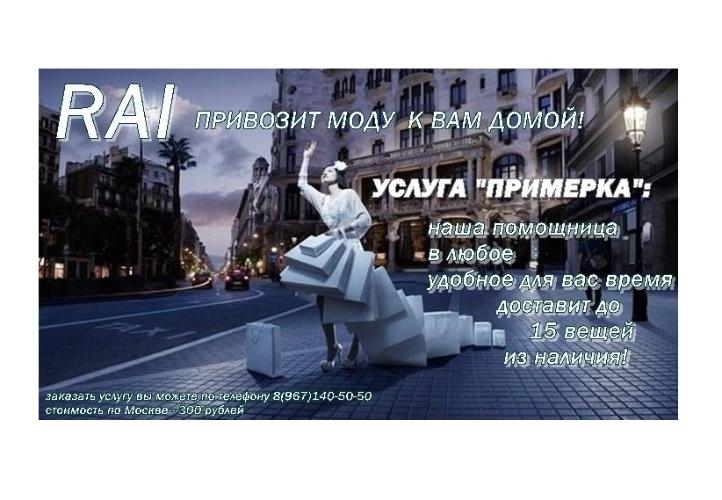 RAI ПРИВОЗИТ МОДУ К ВАМ ДОМОЙ!
УСЛУГА "ПРИМЕРКА":
наша помощница
в любое
удобное для вас время
доставит до
15 вещей
из наличия!
заказать услугу вы можете по телефону 8(967)140-50-50
стоимость по Москве - 300 рублей
TAXI